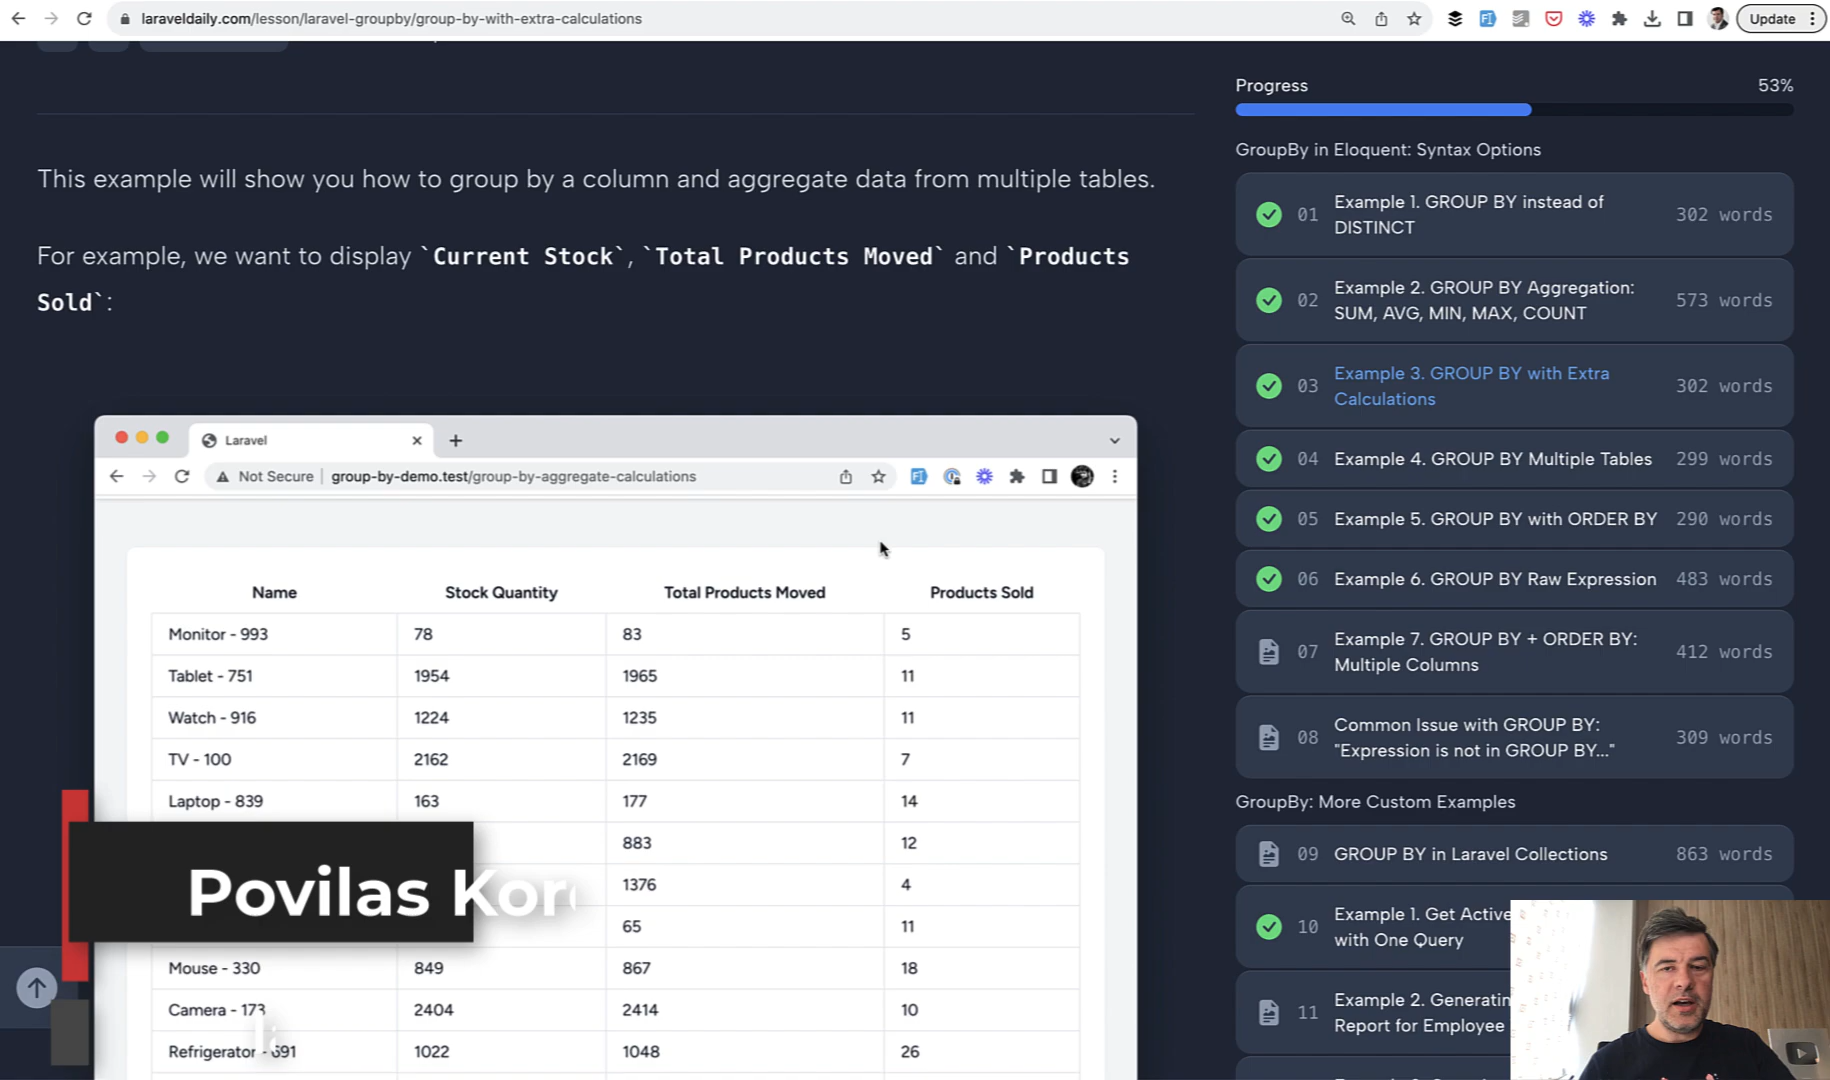 laraveldaily.com/lesson/laravel-groupby/group-by-with-extra-calculations
Update
This example will show you how to group by a column and aggregate data from multiple tables.
For example, we want to display `Current Stock`, `Total Products Moved` and `Products
Sold`:
Laravel
Not Secure | group-by-demo.test/group-by-aggregate-calculations
Name Stock Quantity Total Products Moved Products Sold
Monitor - 993 78 83 5
Tablet - 751 1954 1965 11
Watch - 916 1224 1235 11
TV - 100 2162 2169 7
Laptop - 839 163 177 14
883 12
1376 4
65 11
Mouse - 330 849 867 18
Camera - 173 2404 2414 10
Refrigerator - 691 1022 1048 26
Povilas Kor
Progress 53%
GroupBy in Eloquent: Syntax Options
01 Example 1. GROUP BY instead of
DISTINCT
302 words
02 Example 2. GROUP BY Aggregation:
SUM, AVG, MIN, MAX, COUNT
573 words
03 Example 3. GROUP BY with Extra
Calculations
302 words
04 Example 4. GROUP BY Multiple Tables 299 words
05 Example 5. GROUP BY with ORDER BY 290 words
06 Example 6. GROUP BY Raw Expression 483 words
07 Example 7. GROUP BY + ORDER BY:
Multiple Columns
412 words
08 Common Issue with GROUP BY:
"Expression is not in GROUP BY..."
309 words
GroupBy: More Custom Examples
09 GROUP BY in Laravel Collections 863 words
10 Example 1. Get Active
with One Query
11 Example 2. Generatin
Report for Employee